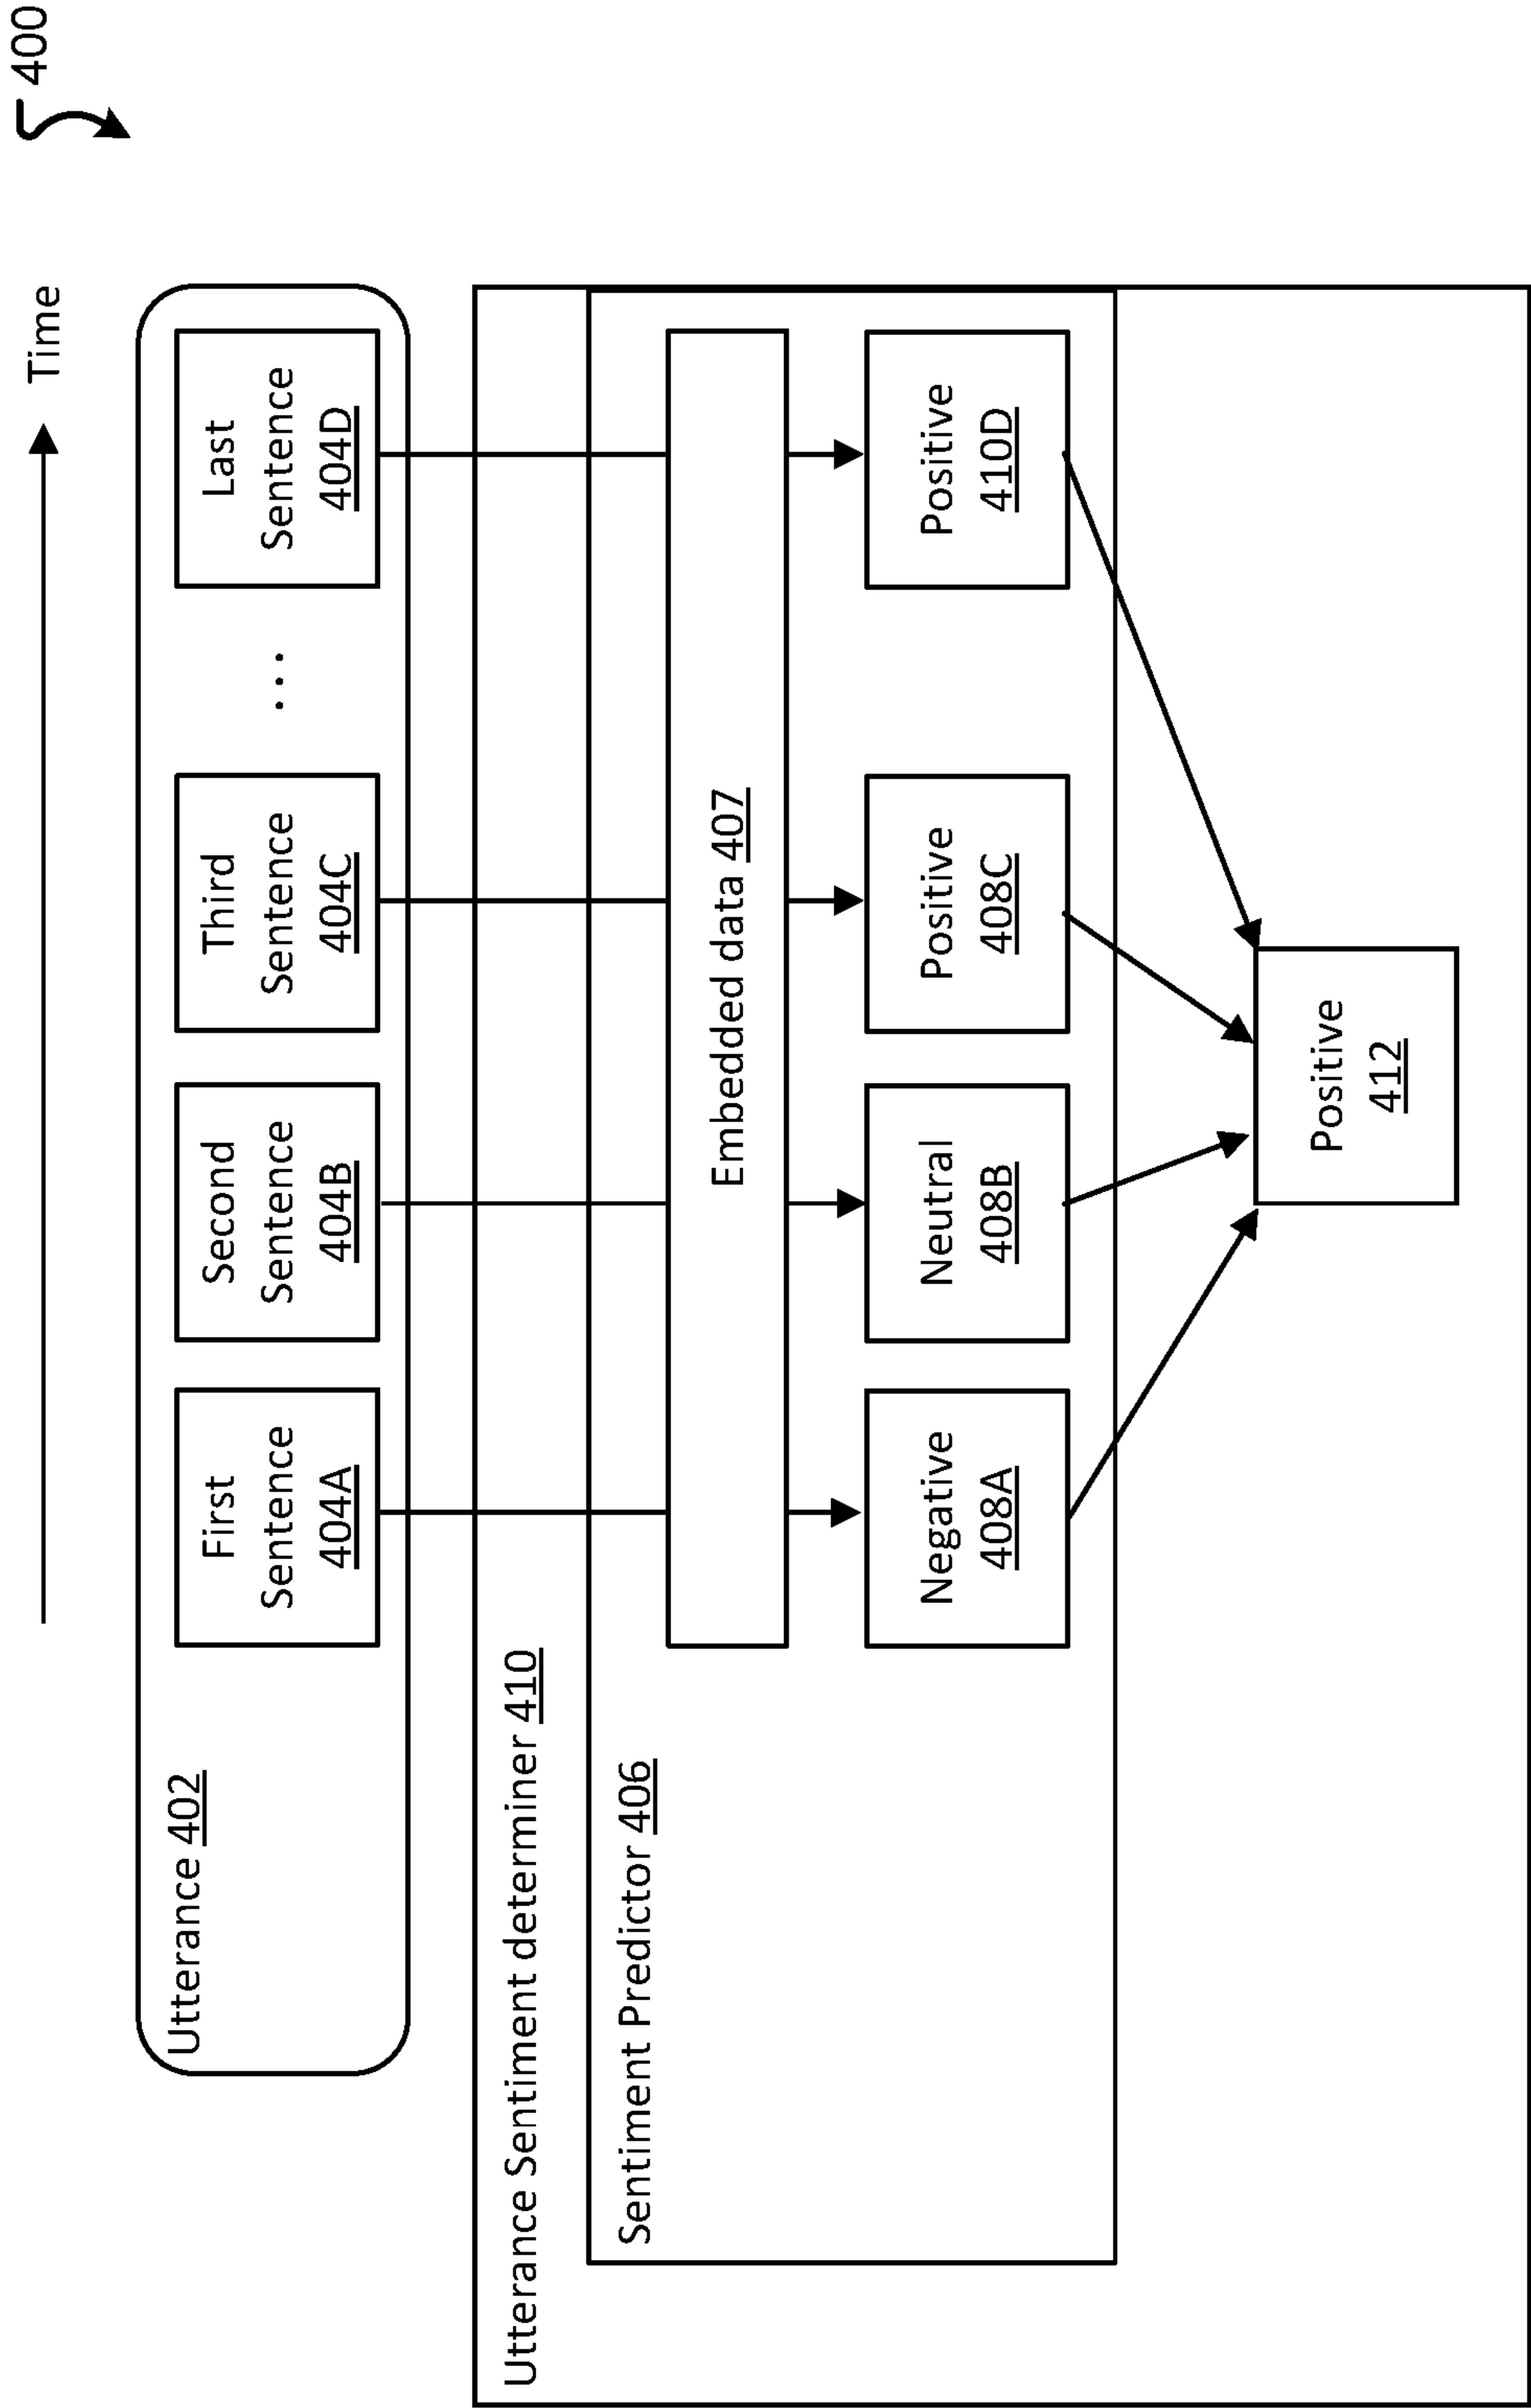 400
Time
Utterance 402
First
Sentence
404A
Second
Sentence
404B
Third
Sentence
404C
...
Last
Sentence
404D
Utterance Sentiment determiner 410
Sentiment Predictor 406
Embedded data 407
Negative
408A
Neutral
408B
Positive
408C
Positive
410D
Positive
412